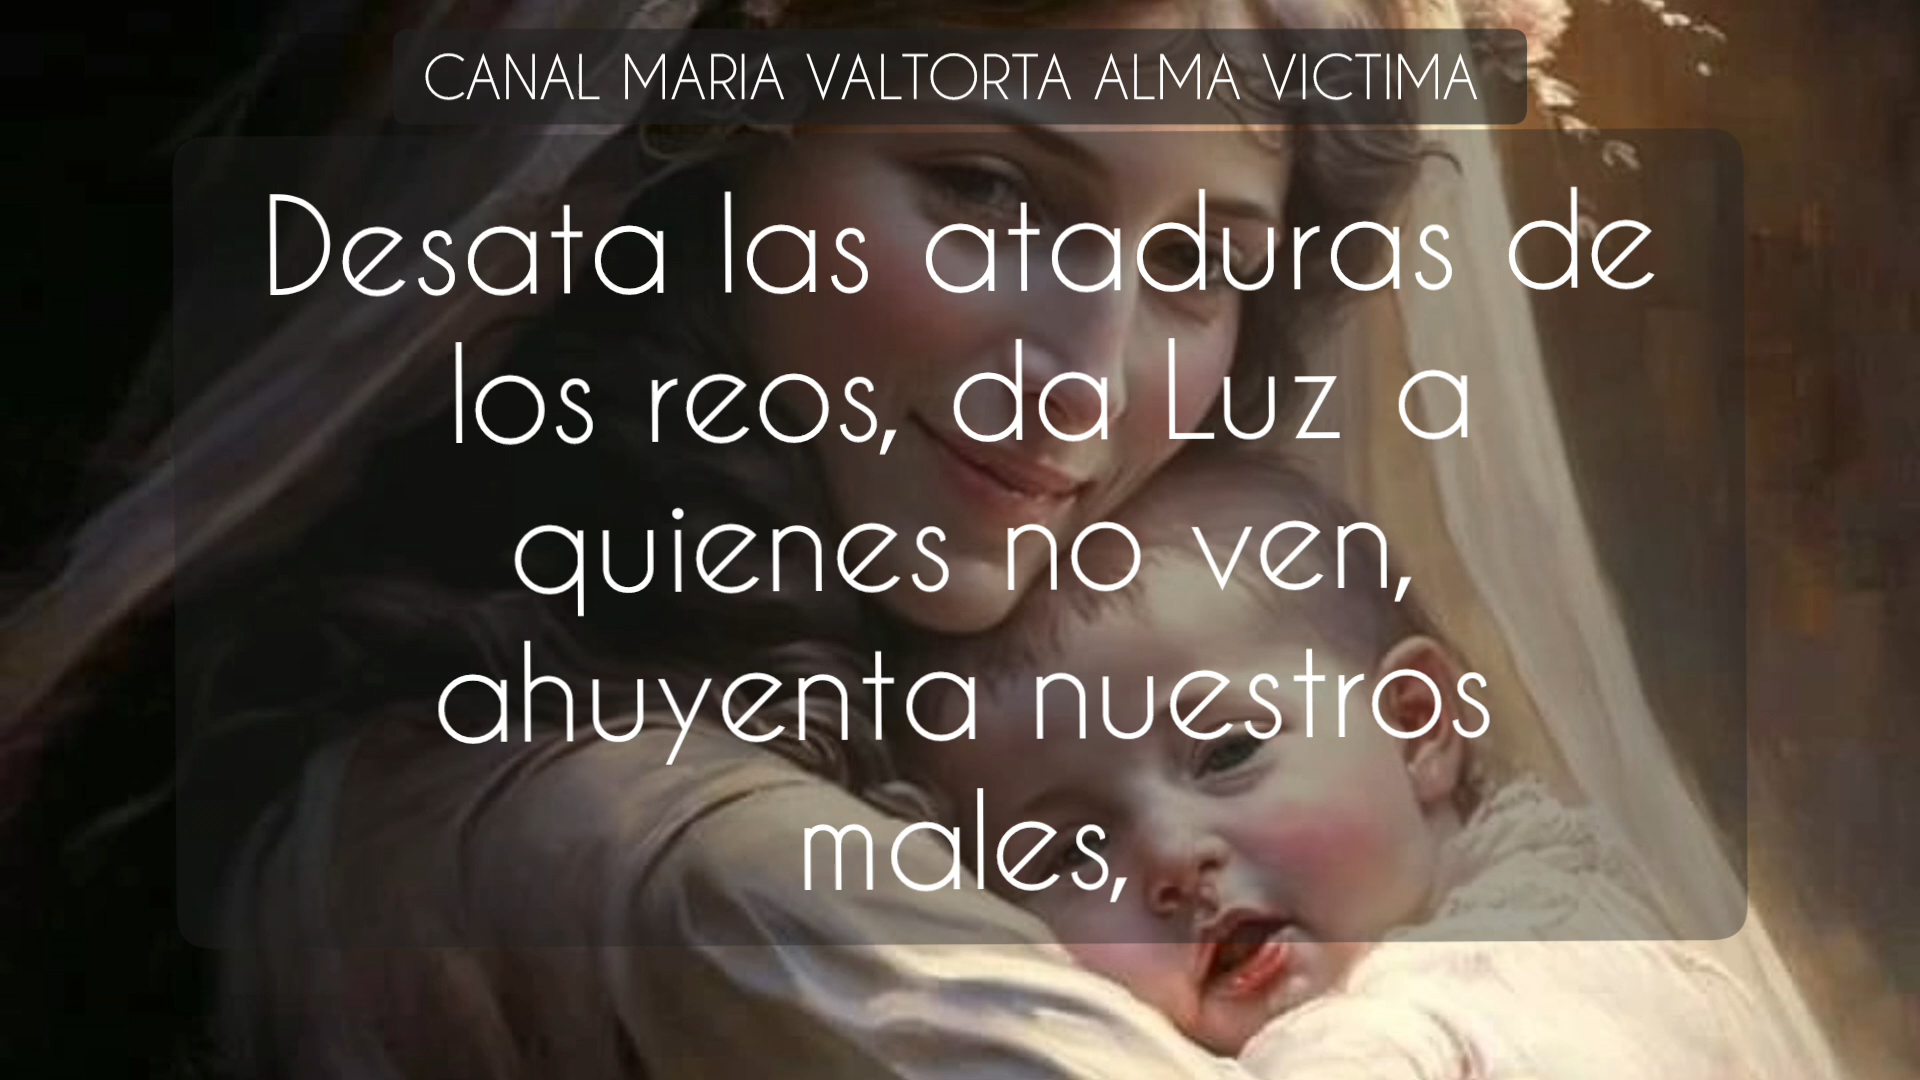 CANAL MARIA VALTORTA ALMA VICTIMA
Desata las ataduras de
los reos, da Luz a
quienes no ven,
ahuyenta nuestros
males,